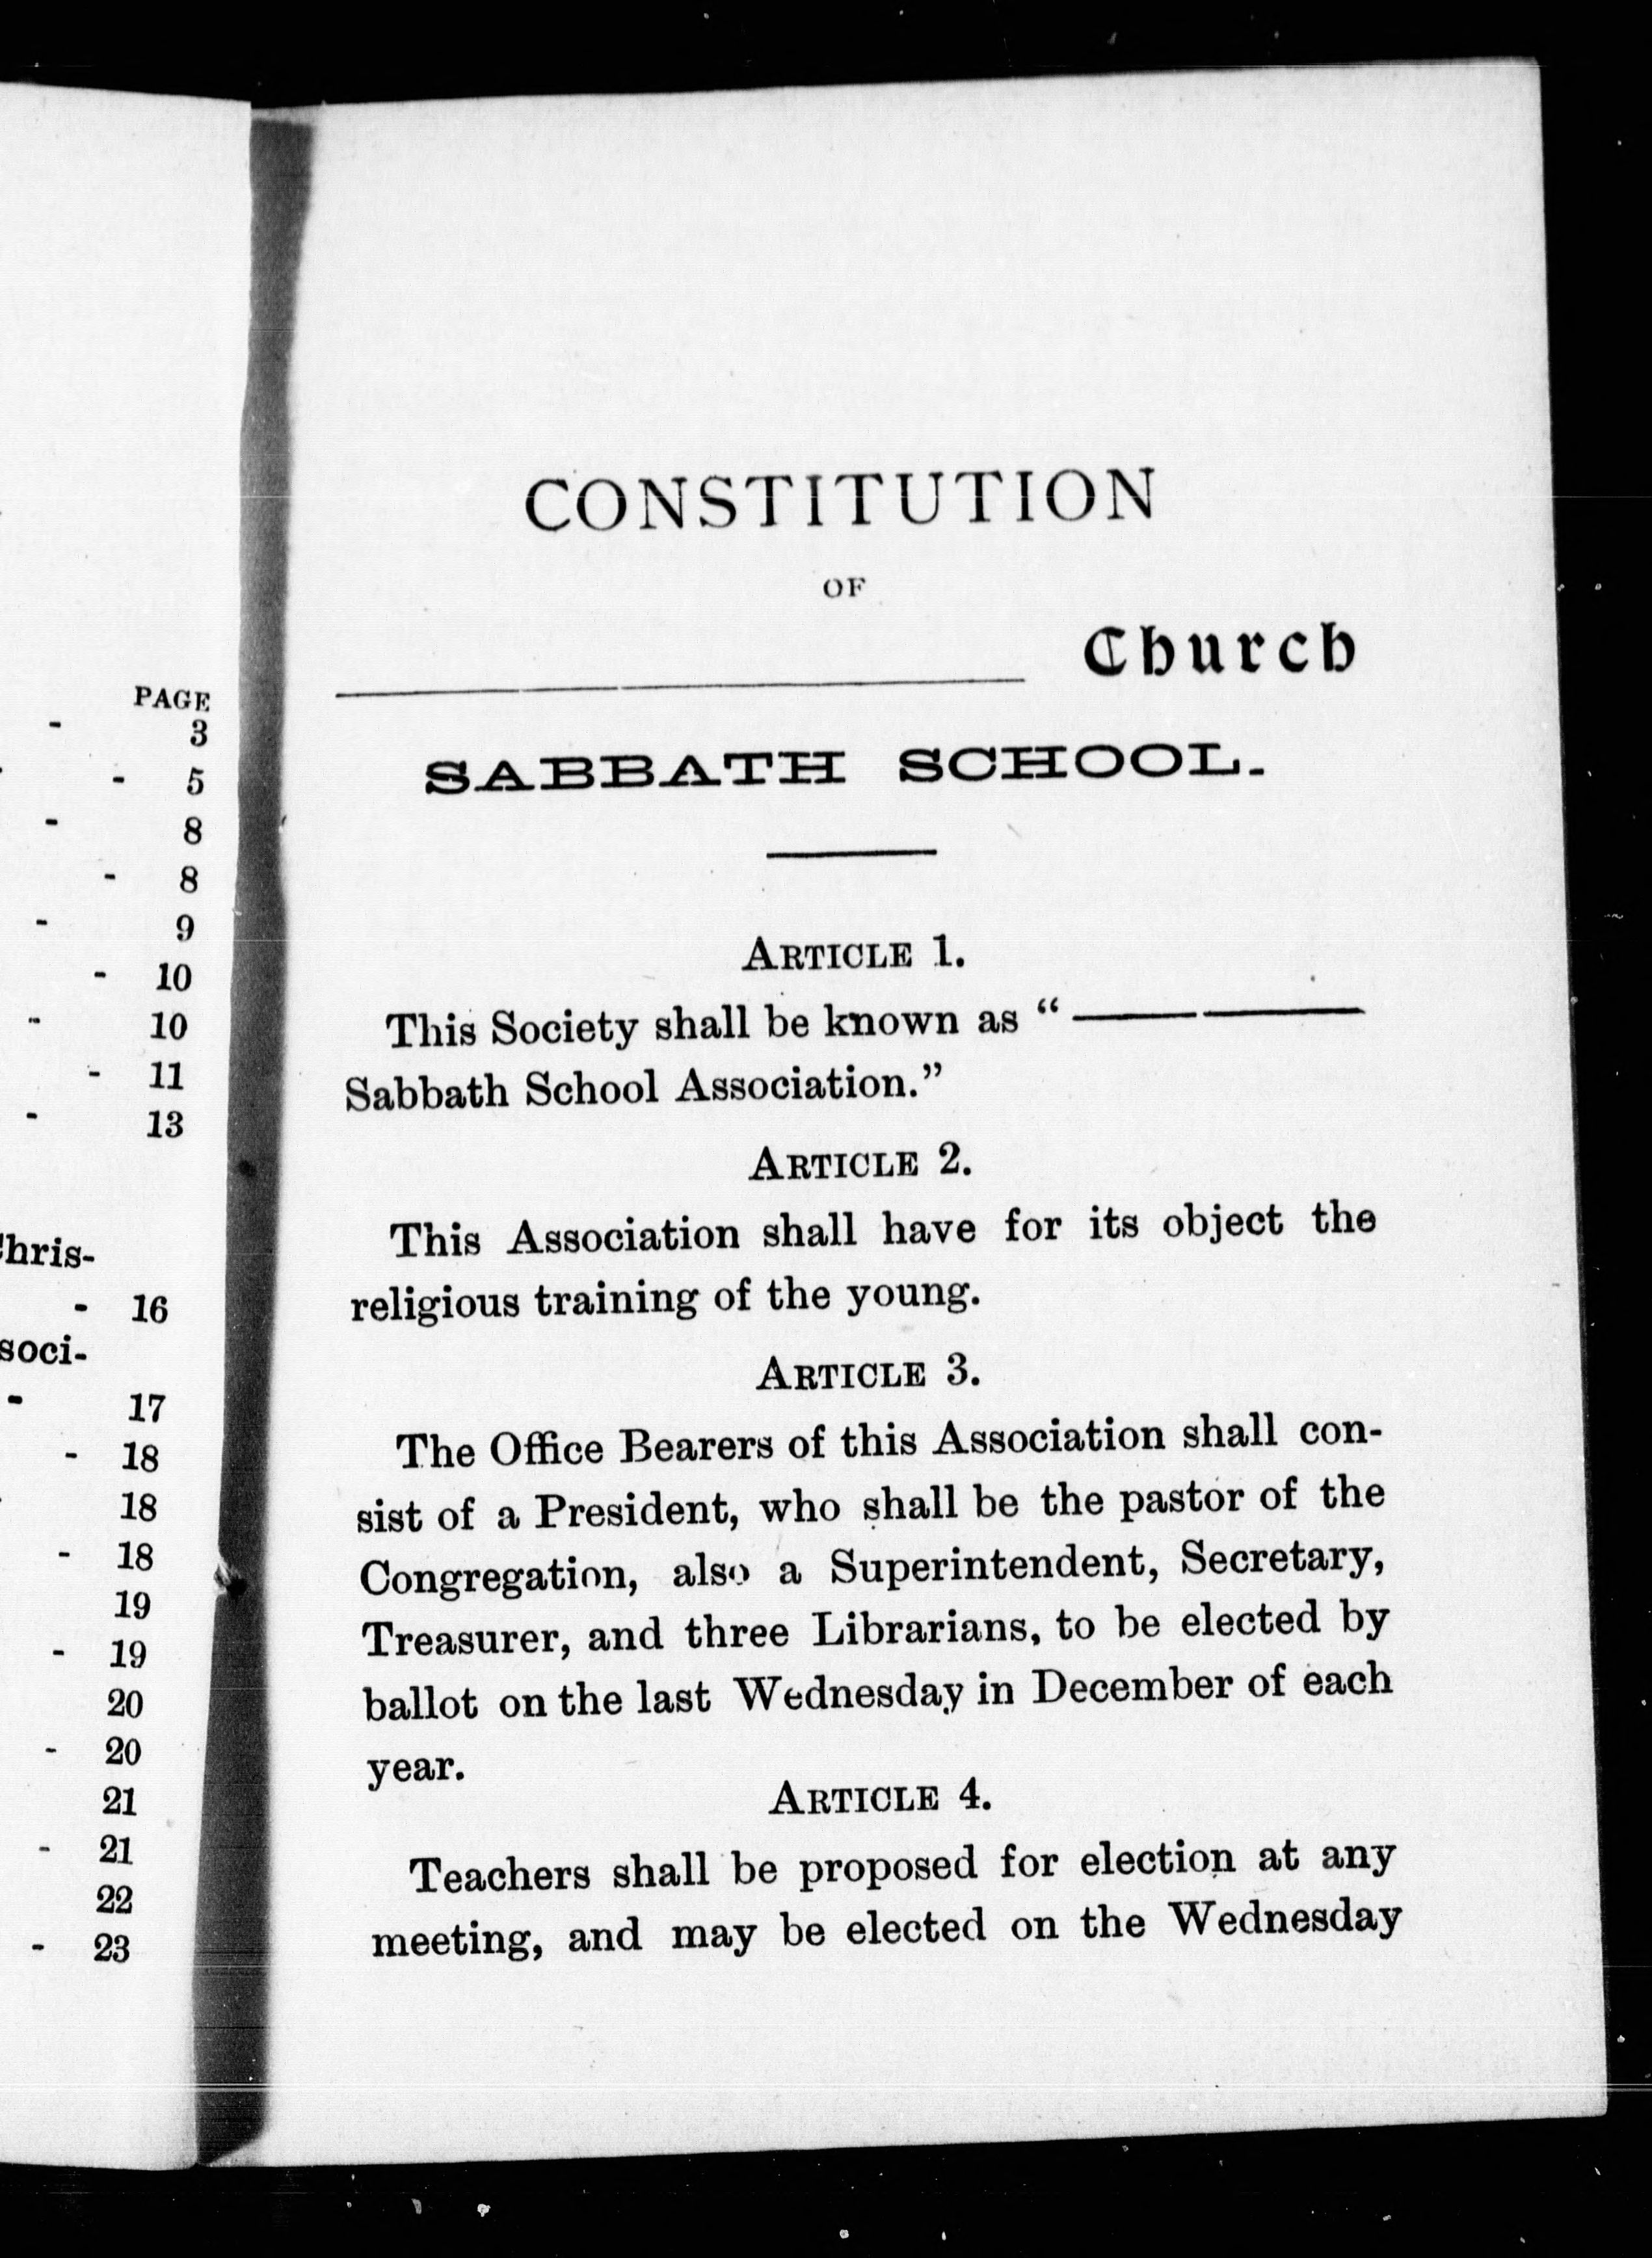 PAGE
- 3
- 5
- 8
- 8
- 9
- 10
- 10
- 11
- 13
hris-
- 16
soci-
- 17
- 18
18
- 18
19
- 19
20
- 20
21
- 21
22
- 23
CONSTITUTION
OF
Church
SABBATH SCHOOL.
ARTICLE 1.
This Society shall be known as “ ——— ———
Sabbath School Association.”
ARTICLE 2.
This Association shall have for its object the
religious training of the young.
ARTICLE 3.
The Office Bearers of this Association shall con-
sist of a President, who shall be the pastor of the
Congregation, also a Superintendent, Secretary,
Treasurer, and three Librarians, to be elected by
ballot on the last Wednesday in December of each
year.
ARTICLE 4.
Teachers shall be proposed for election at any
meeting, and may be elected on the Wednesday